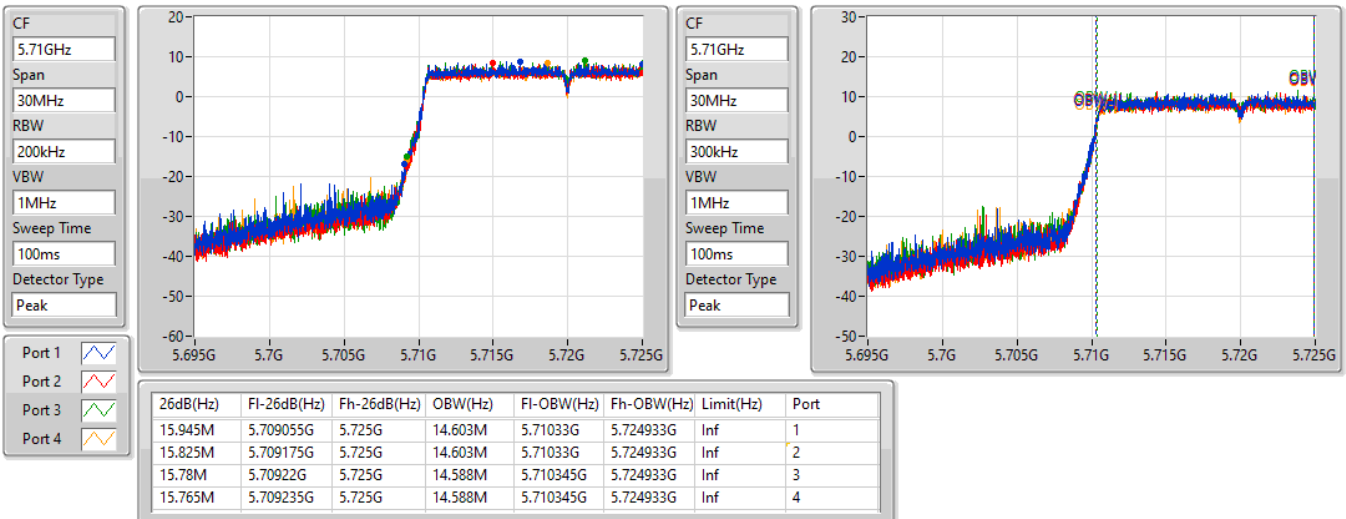 CF
5.71GHz
Span
30MHz
RBW
200kHz
VBW
1MHz
Sweep Time
100ms
Detector Type
Peak
20
10
0
-10
-20
-30
-40
-50
-60
5.695G 5.7G 5.705G 5.71G 5.715G 5.72G 5.725G
CF
5.71GHz
Span
30MHz
RBW
300kHz
VBW
1MHz
Sweep Time
100ms
Detector Type
Peak
30
20
10
0
-10
-20
-30
-40
-50
5.695G 5.7G 5.705G 5.71G 5.715G 5.72G 5.725G
OBW
OBW
Port 1
Port 2
Port 3
Port 4
26dB(Hz) Fl-26dB(Hz) Fh-26dB(Hz) OBW(Hz) Fl-OBW(Hz) Fh-OBW(Hz) Limit(Hz) Port
15.945M 5.709055G 5.725G 14.603M 5.71033G 5.724933G Inf 1
15.825M 5.709175G 5.725G 14.603M 5.71033G 5.724933G Inf 2
15.78M 5.70922G 5.725G 14.588M 5.710345G 5.724933G Inf 3
15.765M 5.709235G 5.725G 14.588M 5.710345G 5.724933G Inf 4